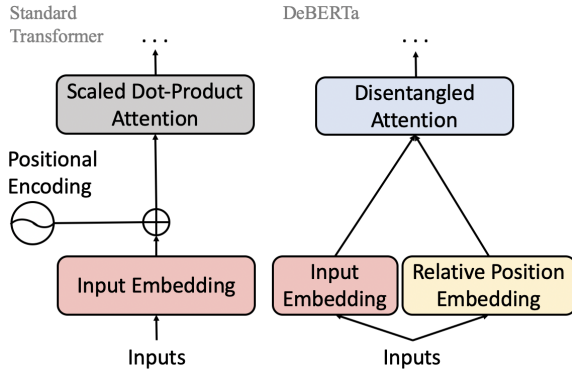 Standard
Transformer
...
Scaled Dot-Product
Attention
Positional
Encoding
Input Embedding
Inputs
DeBERTa
...
Disentangled
Attention
Input
Embedding
Relative Position
Embedding
Inputs